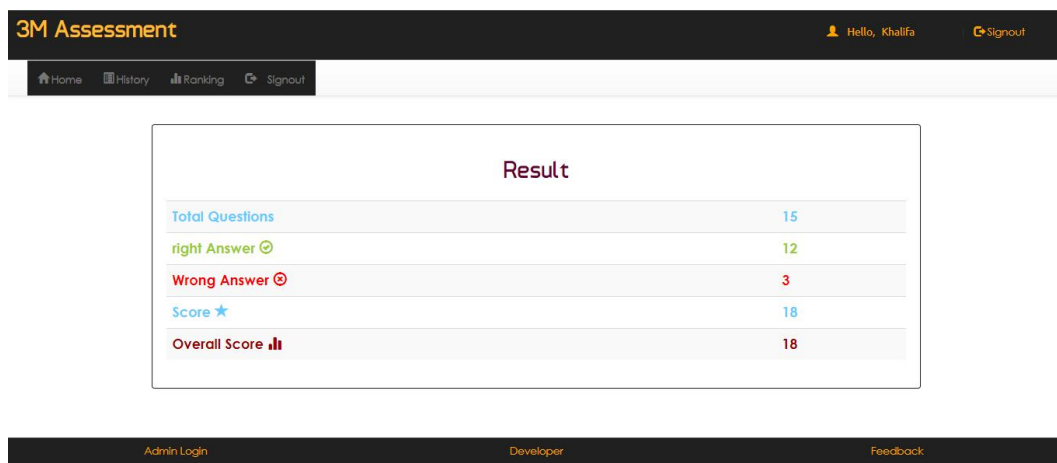 3M Assessment
Hello, Khalifa
Signout
Home History Ranking Signout
Result
Total Questions 15
right Answer 12
Wrong Answer 3
Score 18
Overall Score 18
Admin Login Developer Feedback